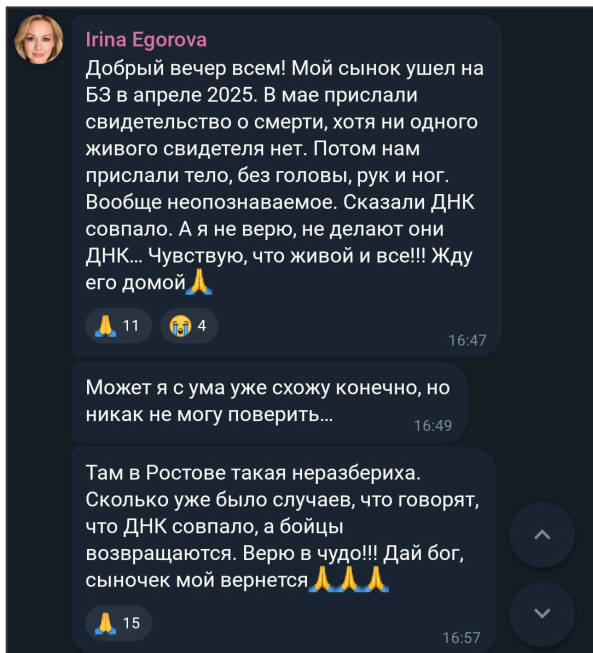 Irina Egorova
Добрый вечер всем! Мой сынок ушел на
БЗ в апреле 2025. В мае прислали
свидетельство о смерти, хотя ни одного
живого свидетеля нет. Потом нам
прислали тело, без головы, рук и ног.
Вообще неопознаваемое. Сказали ДНК
совпало. А я не верю, не делают они
ДНК... Чувствую, что живой и все!!! Жду
его домой🙏
🙏 11 😭 4
16:47
Может я с ума уже схожу конечно, но
никак не могу поверить...
16:49
Там в Ростове такая неразбериха.
Сколько уже было случаев, что говорят,
что ДНК совпало, а бойцы
возвращаются. Верю в чудо!!! Дай бог,
сыночек мой вернется🙏🙏🙏
🙏 15
16:57